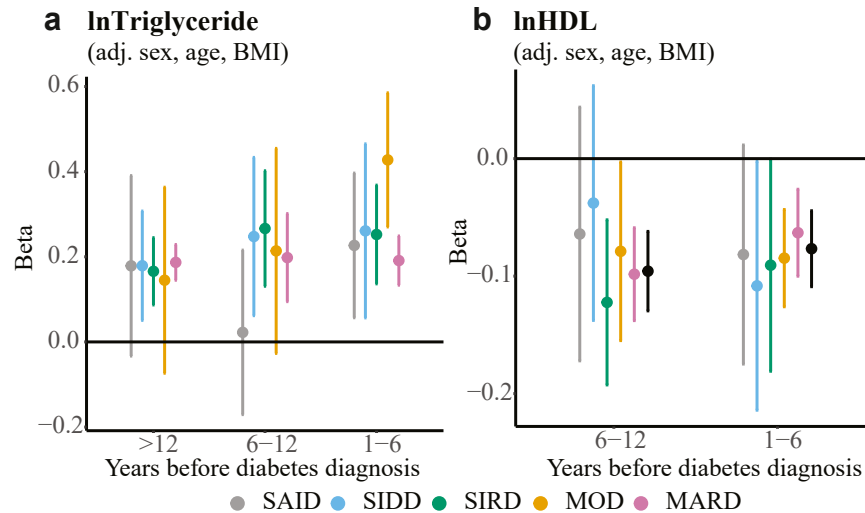 a lnTriglyceride
(adj. sex, age, BMI)
0.6
0.4
0.2
0.0
−0.2
Beta
>12 6−12 1−6
Years before diabetes diagnosis
b lnHDL
(adj. sex, age, BMI)
0.0
−0.1
−0.2
Beta
6−12 1−6
Years before diabetes diagnosis
SAID SIDD SIRD MOD MARD